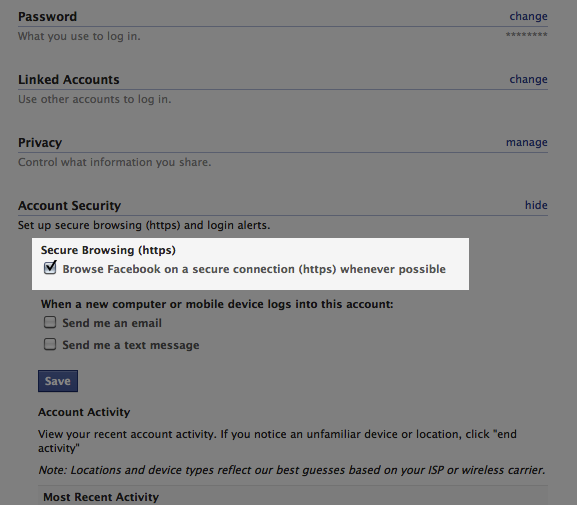 Password change
What you use to log in. ********
Linked Accounts change
Use other accounts to log in.
Privacy manage
Control what information you share.
Account Security hide
Set up secure browsing (https) and login alerts.
Secure Browsing (https)
Browse Facebook on a secure connection (https) whenever possible
When a new computer or mobile device logs into this account:
Send me an email
Send me a text message
Save
Account Activity
View your recent account activity. If you notice an unfamiliar device or location, click "end
activity"
Note: Locations and device types reflect our best guesses based on your ISP or wireless carrier.
Most Recent Activity